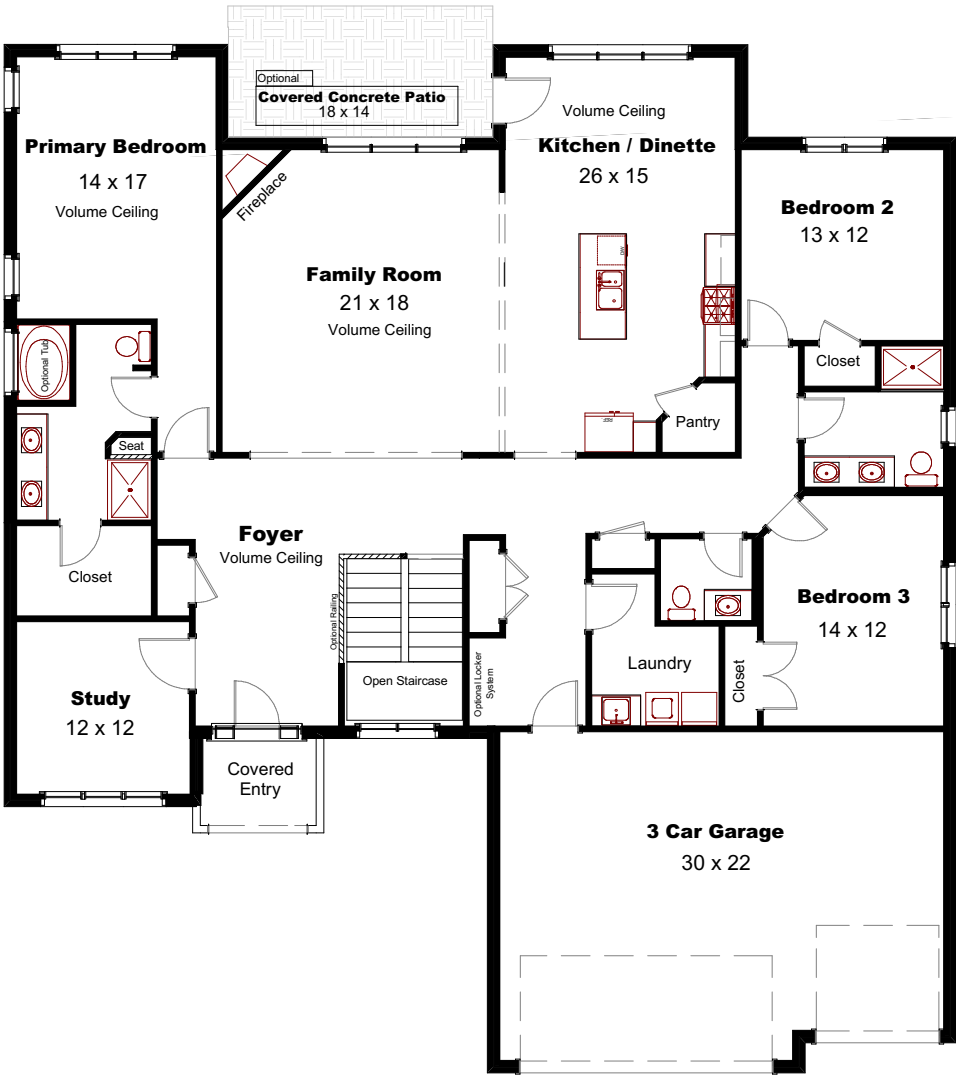 Optional
Covered Concrete Patio
18 x 14
Volume Ceiling
Primary Bedroom
14 x 17
Volume Ceiling
Fireplace
Kitchen / Dinette
26 x 15
Bedroom 2
13 x 12
DW
Family Room
21 x 18
Volume Ceiling
Optional Tub
Closet
REF
Pantry
Seat
Foyer
Volume Ceiling
Closet
Optional Railing
Bedroom 3
14 x 12
Laundry
Closet
Open Staircase
Optional Locker
System
Study
12 x 12
Covered
Entry
3 Car Garage
30 x 22